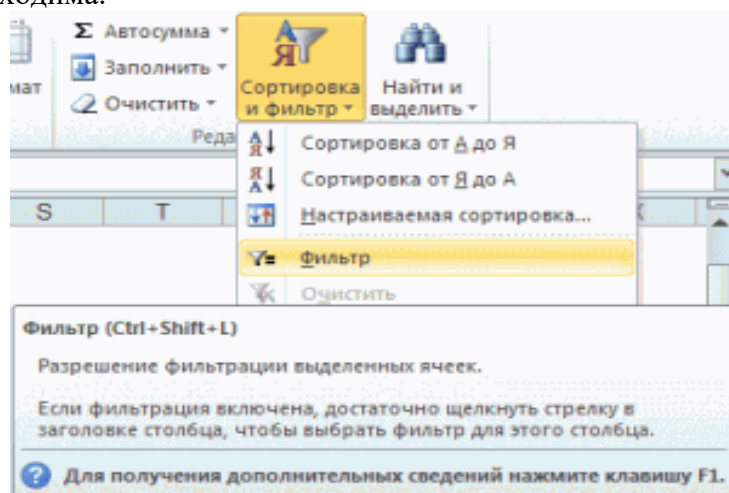 ходима.
Σ Автосумма
Заполнить
мат
Очистить
Сортировка и фильтр
Найти и выделить
Реда
Сортировка от А до Я
Сортировка от Я до А
Настраиваемая сортировка...
S T
Фильтр
Очистить
Фильтр (Ctrl+Shift+L)
Разрешение фильтрации выделенных ячеек.
Если фильтрация включена, достаточно щелкнуть стрелку в
заголовке столбца, чтобы выбрать фильтр для этого столбца.
Для получения дополнительных сведений нажмите клавишу F1.